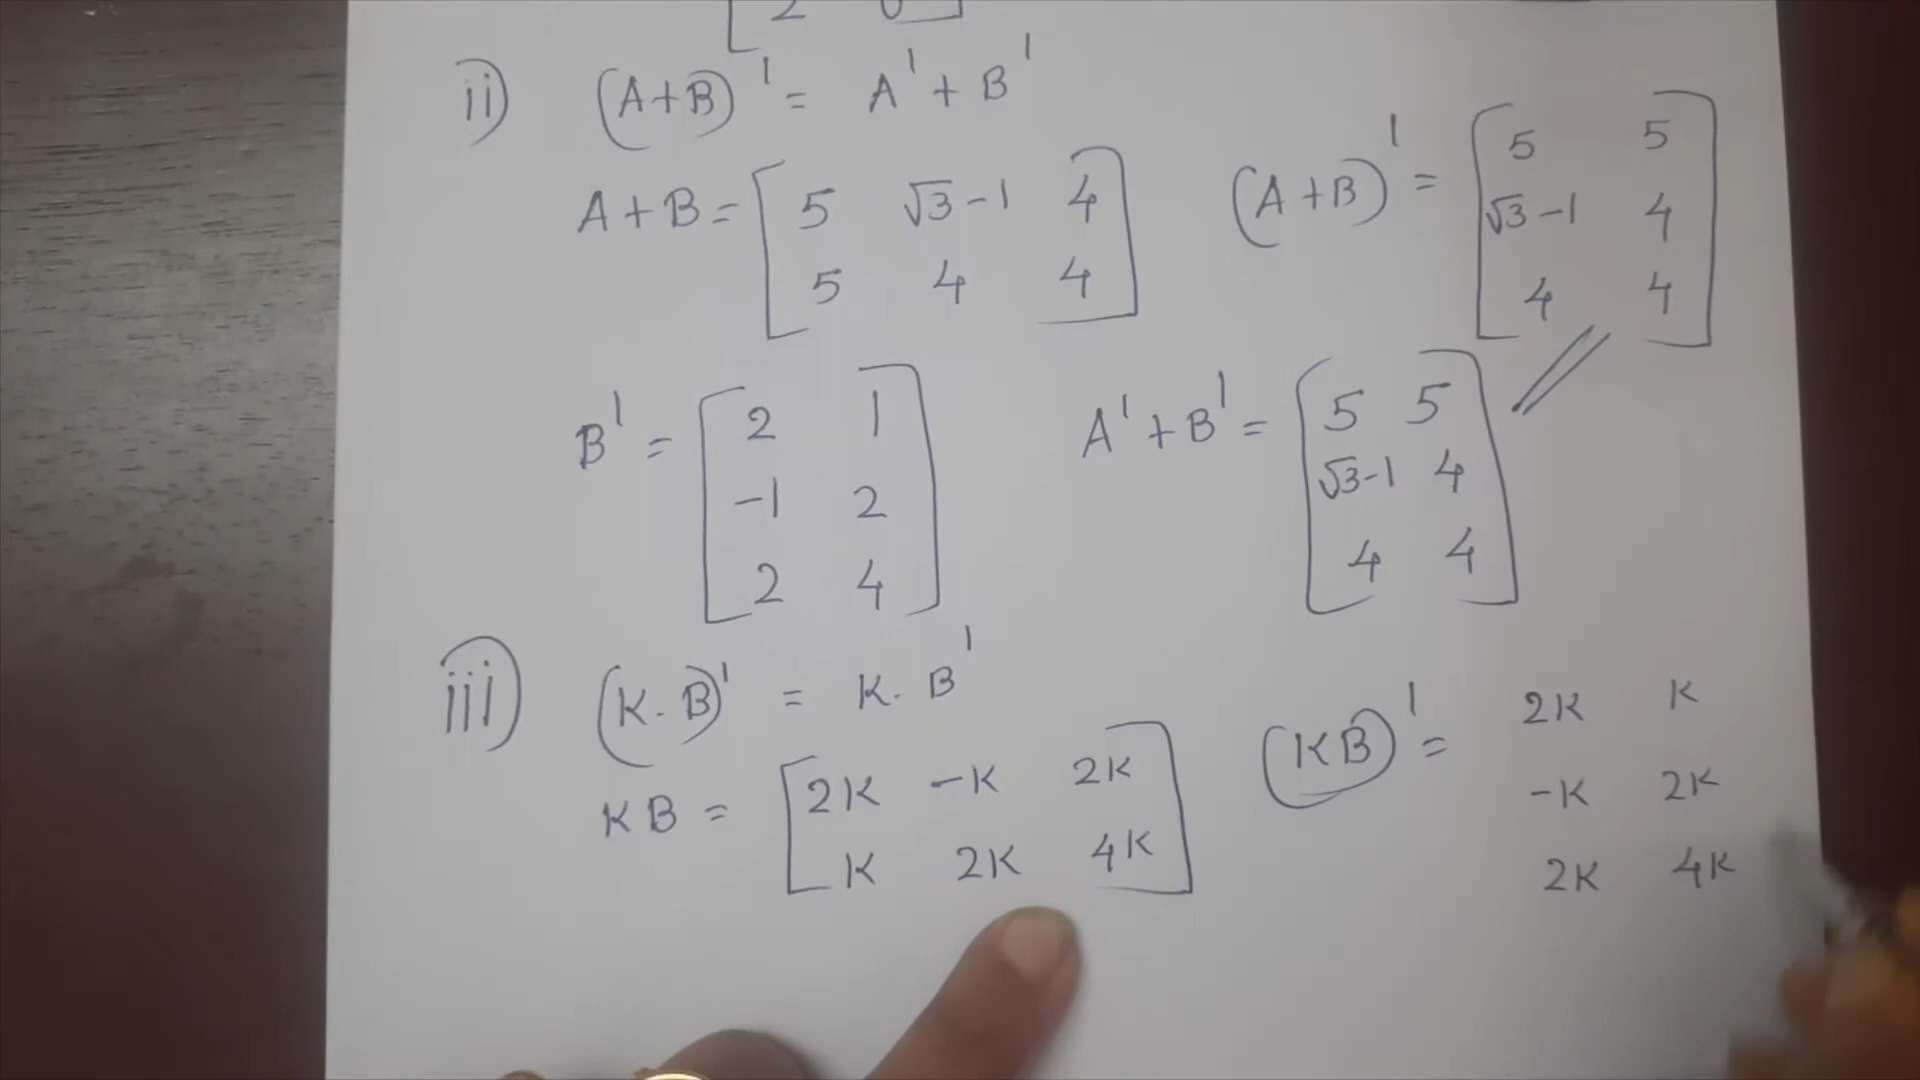 2 0
ii) (A+B)' = A' + B'
A+B = [ 5 √3-1 4
5 4 4 ]
(A+B)' = [ 5 5
√3-1 4
4 4 ]
B' = [ 2 1
-1 2
2 4 ]
A' + B' = [ 5 5
√3-1 4
4 4 ]
iii) (K.B)' = K.B'
KB = [ 2K -K 2K
K 2K 4K ]
(KB)' = 2K K
-K 2K
2K 4K